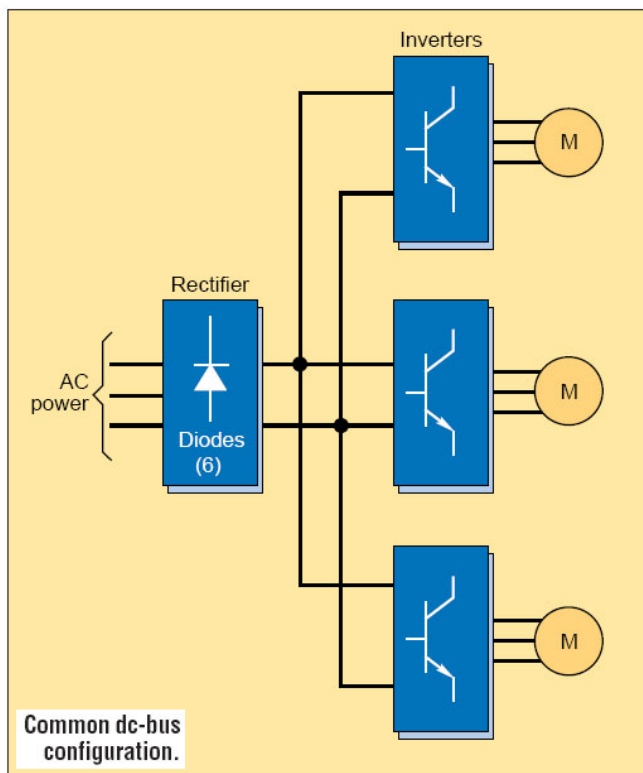 Inverters
M
Rectifier
AC
power
Diodes
(6)
M
M
Common dc-bus
configuration.